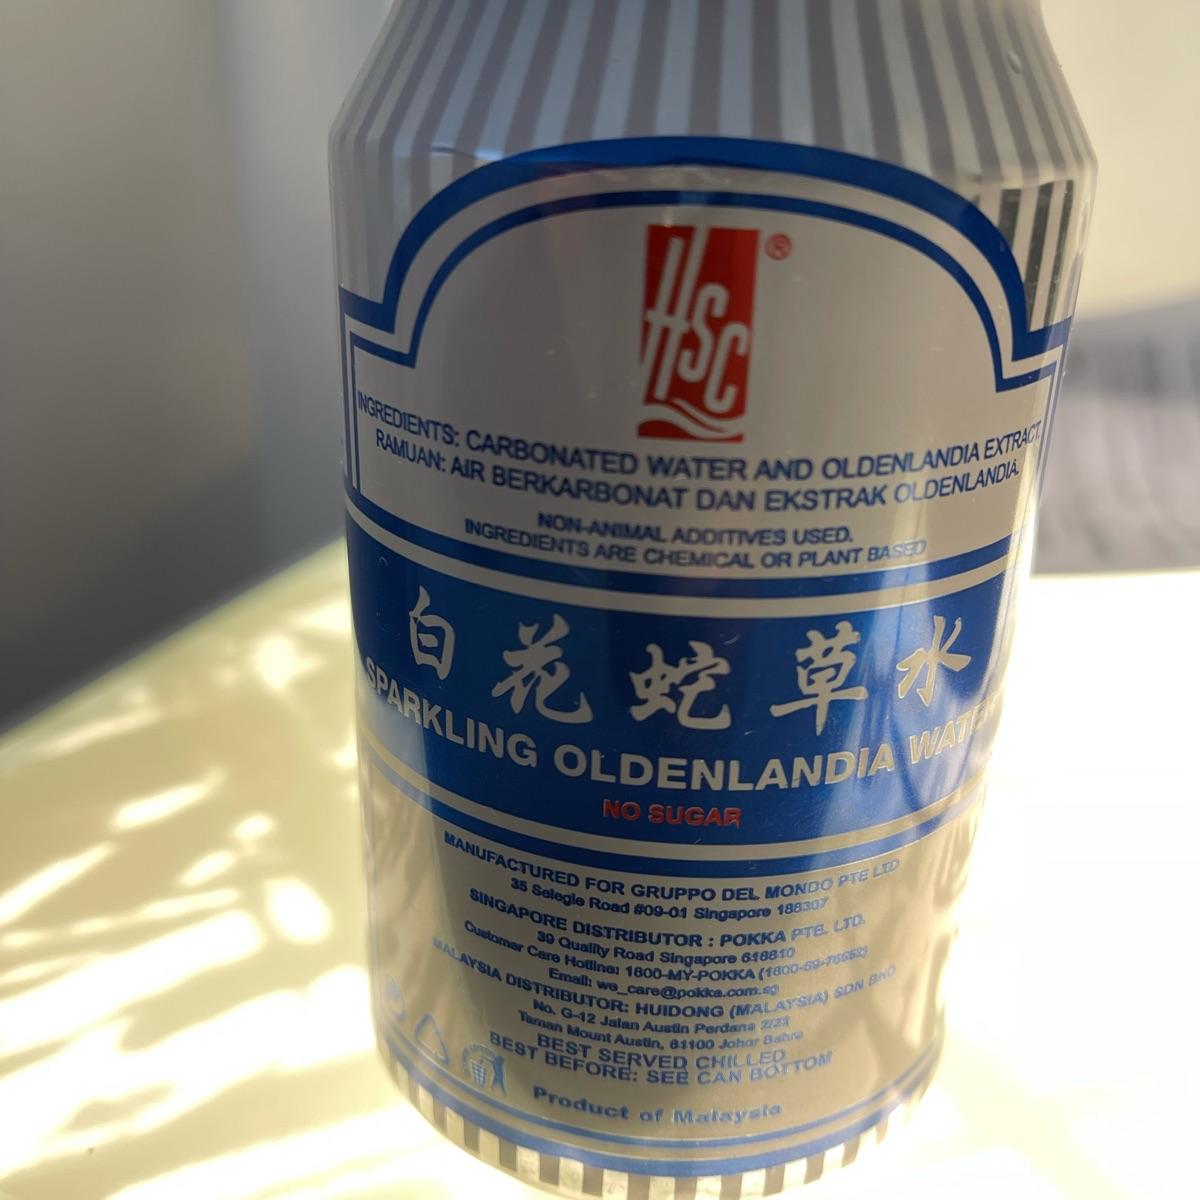 HSC ®
INGREDIENTS: CARBONATED WATER AND OLDENLANDIA EXTRACT.
RAMUAN: AIR BERKARBONAT DAN EKSTRAK OLDENLANDIA.
NON-ANIMAL ADDITIVES USED.
INGREDIENTS ARE CHEMICAL OR PLANT BASED
白花蛇草水
SPARKLING OLDENLANDIA WATER
NO SUGAR
MANUFACTURED FOR GRUPPO DEL MONDO PTE LTD
35 Selegie Road #09-01 Singapore 188307
SINGAPORE DISTRIBUTOR : POKKA PTE. LTD.
39 Quality Road Singapore 618810
Customer Care Hotline: 1800-MY-POKKA (1800-69-76552)
Email: we_care@pokka.com.sg
MALAYSIA DISTRIBUTOR: HUIDONG (MALAYSIA) SDN BHD
No. G-12 Jalan Austin Perdana 2/22
Taman Mount Austin, 81100 Johor Bahru
BEST SERVED CHILLED
BEST BEFORE: SEE CAN BOTTOM
Product of Malaysia